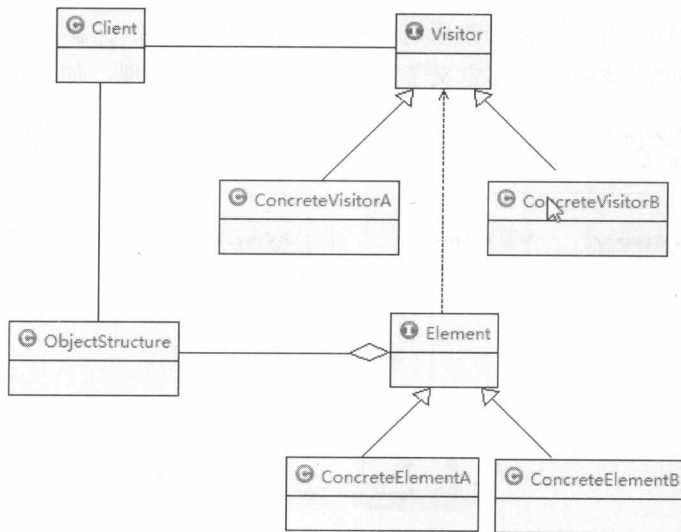 C Client
I Visitor
C ConcreteVisitorA
C ConcreteVisitorB
C ObjectStructure
I Element
C ConcreteElementA
C ConcreteElementB